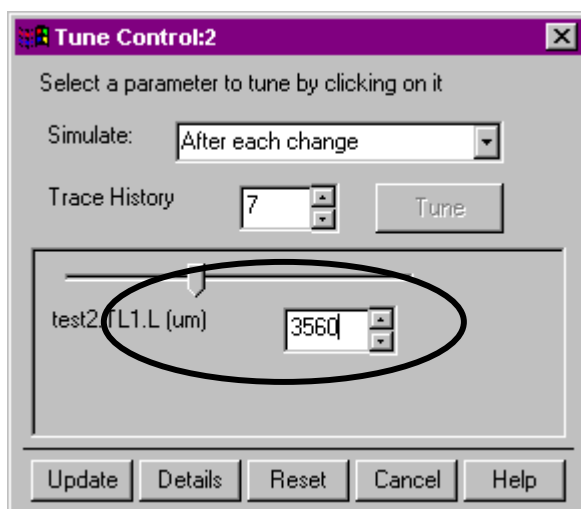 Tune Control:2
Select a parameter to tune by clicking on it
Simulate: After each change
Trace History 7 Tune
test2.TL1.L (um) 3560
Update Details Reset Cancel Help